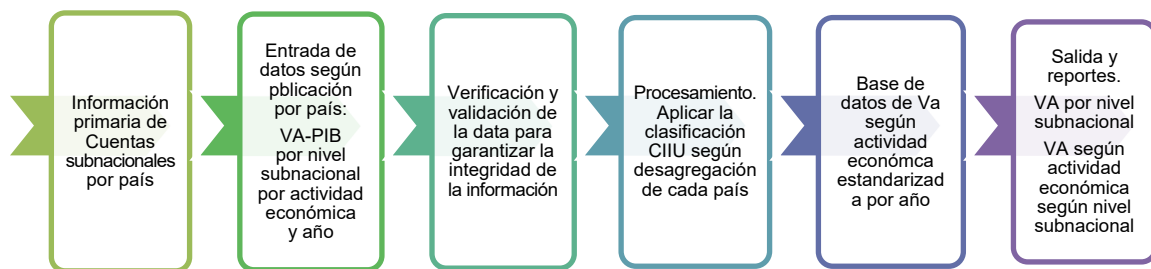 Información
primaria de
Cuentas
subnacionales
por país
Entrada de
datos según
pblicación
por país:
VA-PIB
por nivel
subnacional
por actividad
económica
y año
Verificación y
validación de
la data para
garantizar la
integridad de
la información
Procesamiento.
Aplicar la
clasificación
CIIU según
desagregación
de cada país
Base de
datos de Va
según
actividad
económca
estandarizad
a por año
Salida y
reportes.
VA por nivel
subnacional
VA según
actividad
económica
según nivel
subnacional